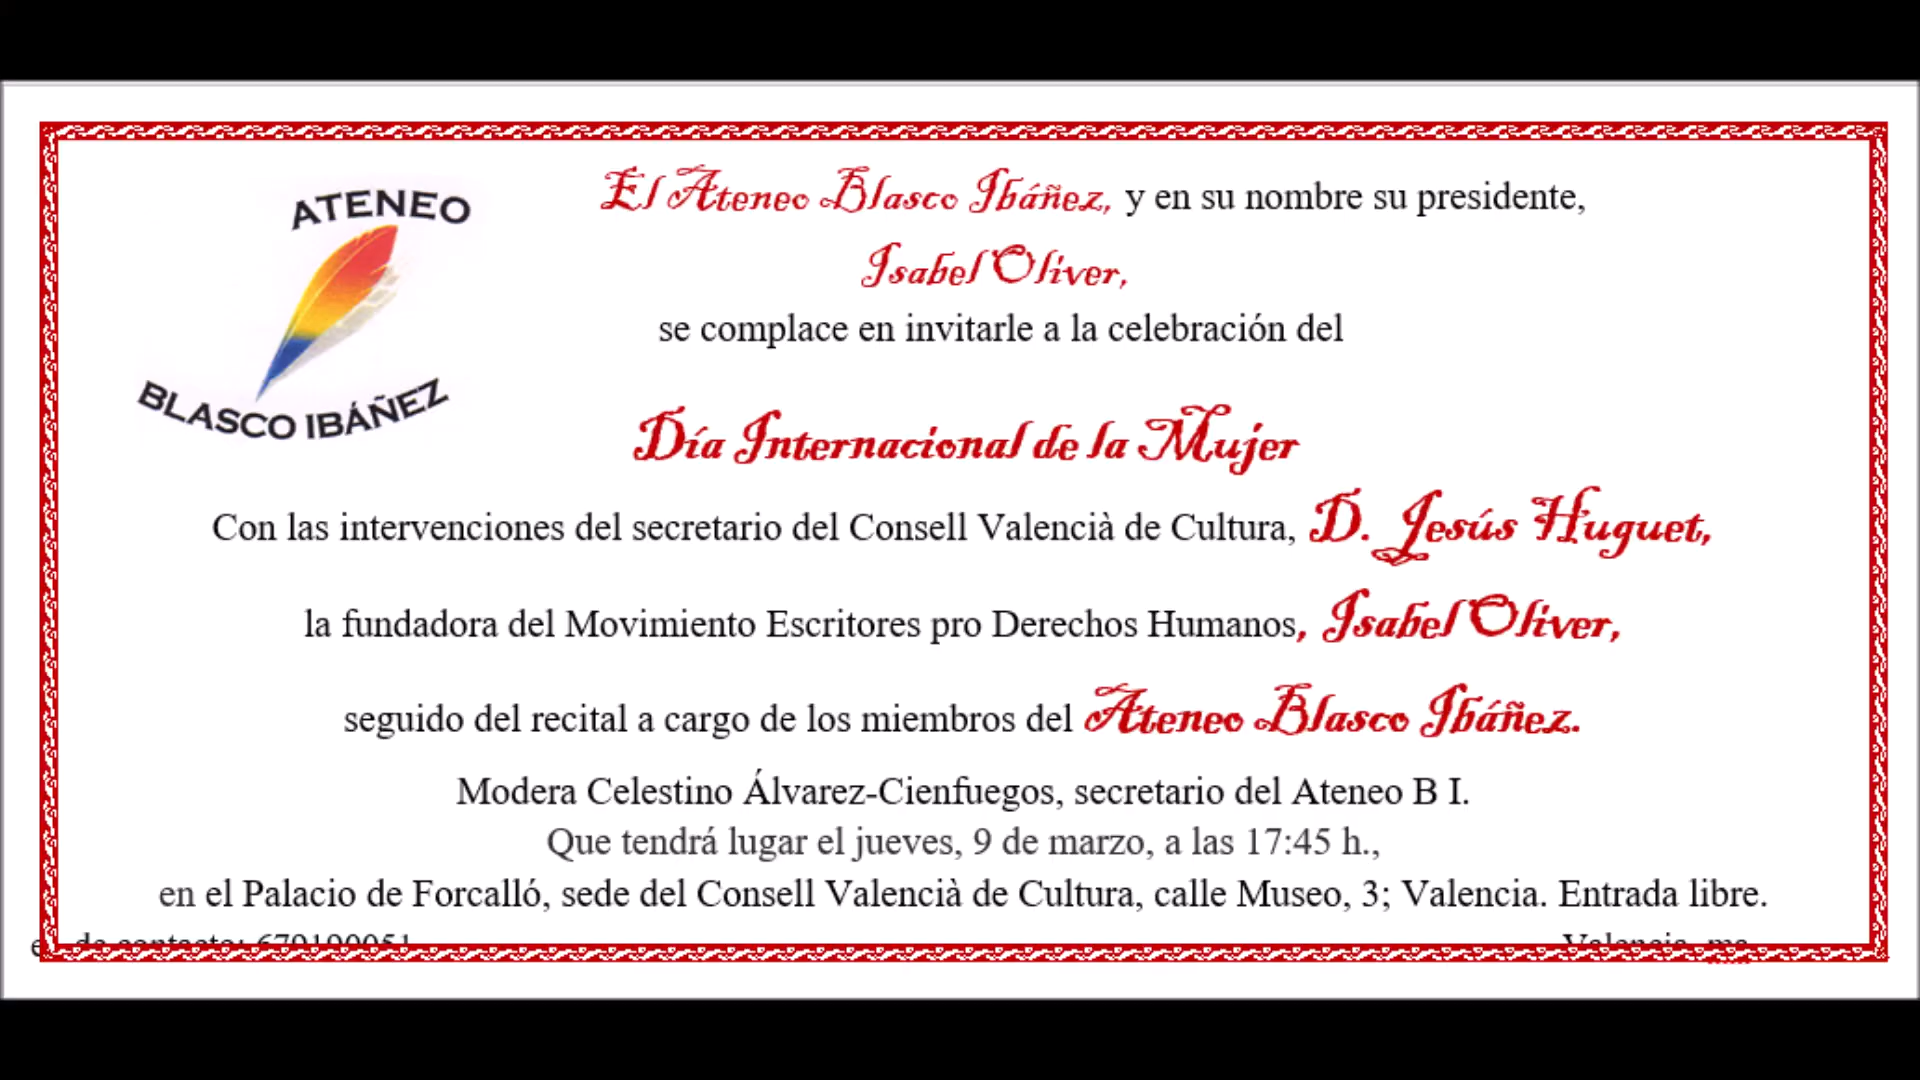 ATENEO
BLASCO IBÁÑEZ
El Ateneo Blasco Ibáñez, y en su nombre su presidente,
Isabel Oliver,
se complace en invitarle a la celebración del
Día Internacional de la Mujer
Con las intervenciones del secretario del Consell Valencià de Cultura, D. Jesús Huguet,
la fundadora del Movimiento Escritores pro Derechos Humanos, Isabel Oliver,
seguido del recital a cargo de los miembros del Ateneo Blasco Ibáñez.
Modera Celestino Álvarez-Cienfuegos, secretario del Ateneo B I.
Que tendrá lugar el jueves, 9 de marzo, a las 17:45 h.,
en el Palacio de Forcalló, sede del Consell Valencià de Cultura, calle Museo, 3; Valencia. Entrada libre.
de contacto: 679190051 Valencia,